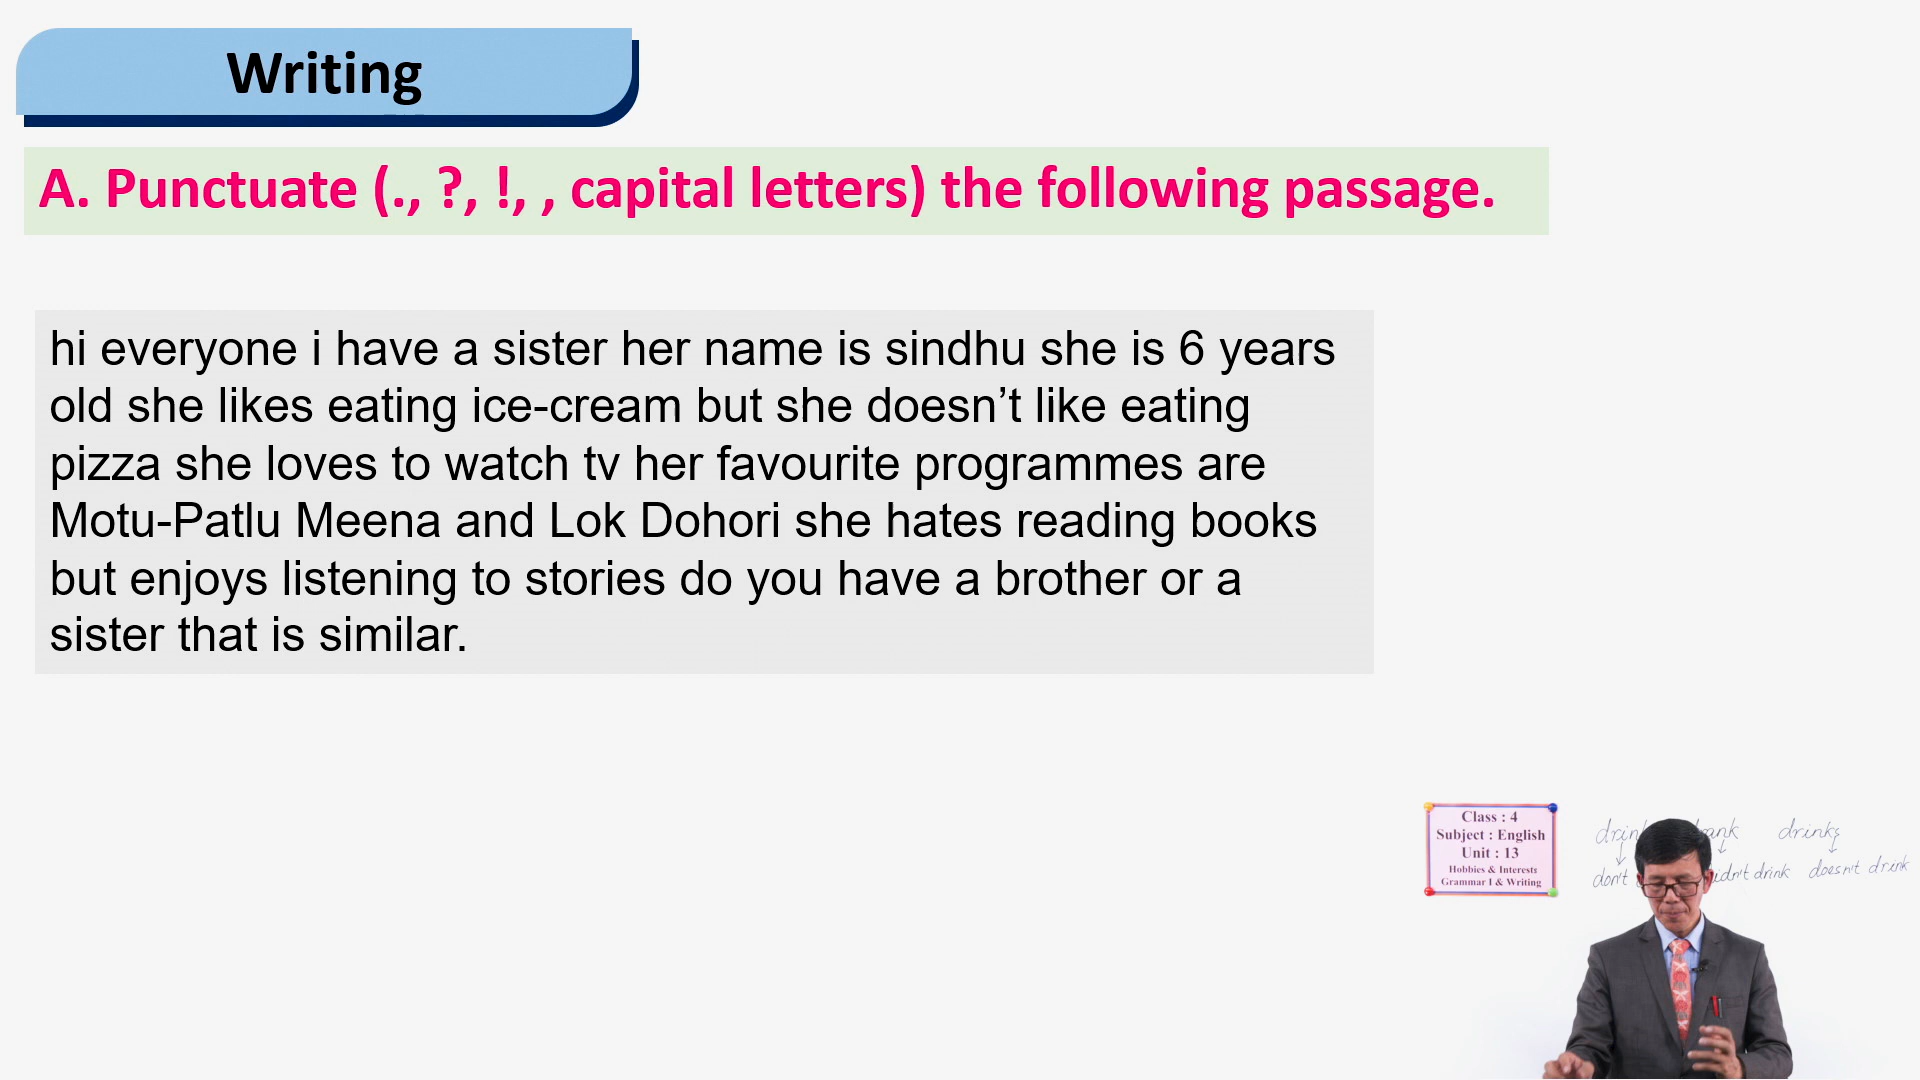 Writing
A. Punctuate (., ?, !, , capital letters) the following passage.
hi everyone i have a sister her name is sindhu she is 6 years
old she likes eating ice-cream but she doesn’t like eating
pizza she loves to watch tv her favourite programmes are
Motu-Patlu Meena and Lok Dohori she hates reading books
but enjoys listening to stories do you have a brother or a
sister that is similar.
Class : 4
Subject : English
Unit : 13
Hobbies & Interests
Grammar I & Writing
drinks
don't
drink doesn't drink